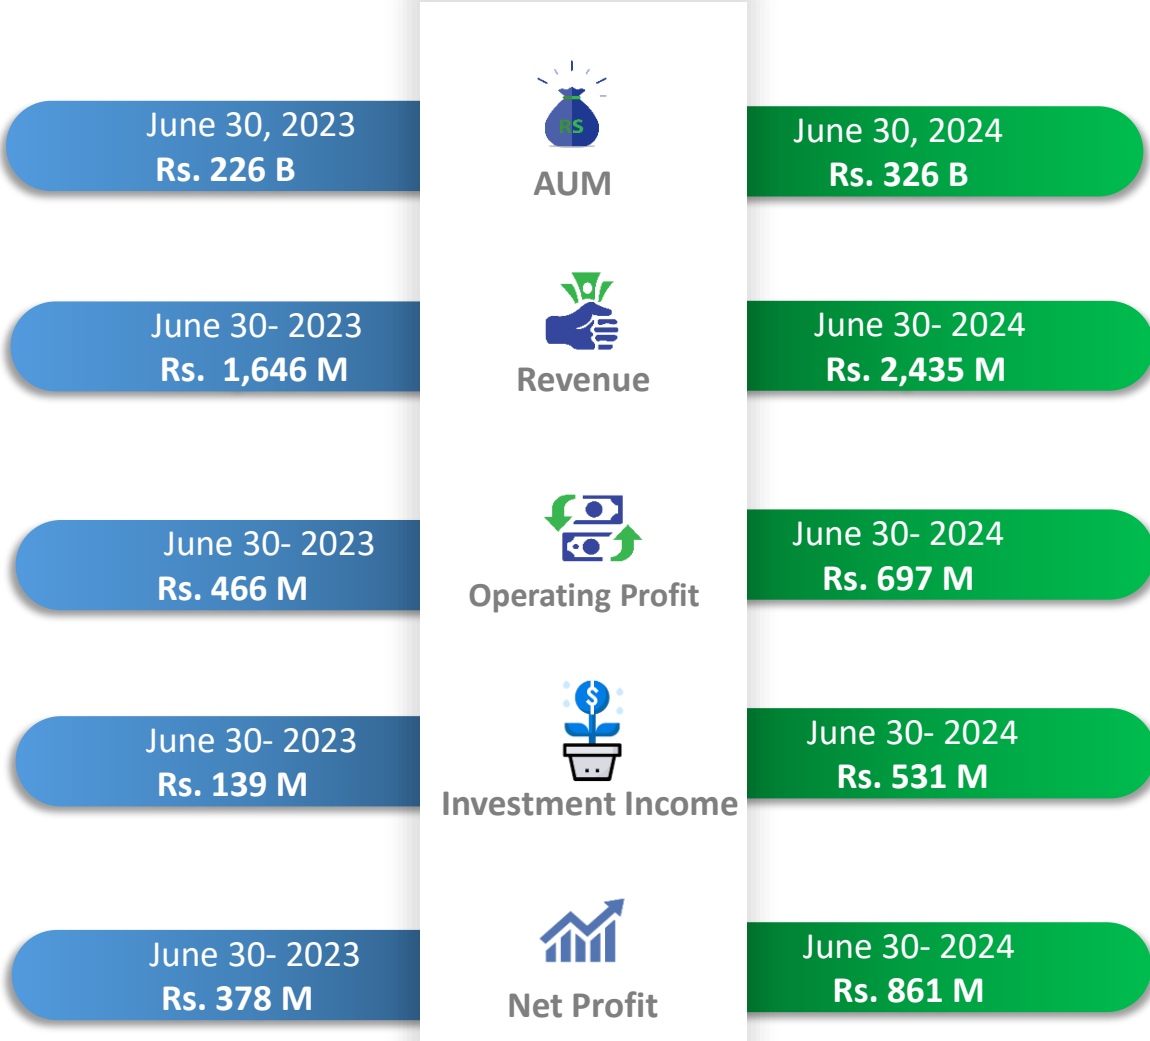 June 30, 2023
Rs. 226 B
RS
AUM
June 30, 2024
Rs. 326 B
June 30- 2023
Rs.  1,646 M
Revenue
June 30- 2024
Rs. 2,435 M
June 30- 2023
Rs. 466 M
Operating Profit
June 30- 2024
Rs. 697 M
June 30- 2023
Rs. 139 M
$
Investment Income
June 30- 2024
Rs. 531 M
June 30- 2023
Rs. 378 M
Net Profit
June 30- 2024
Rs. 861 M